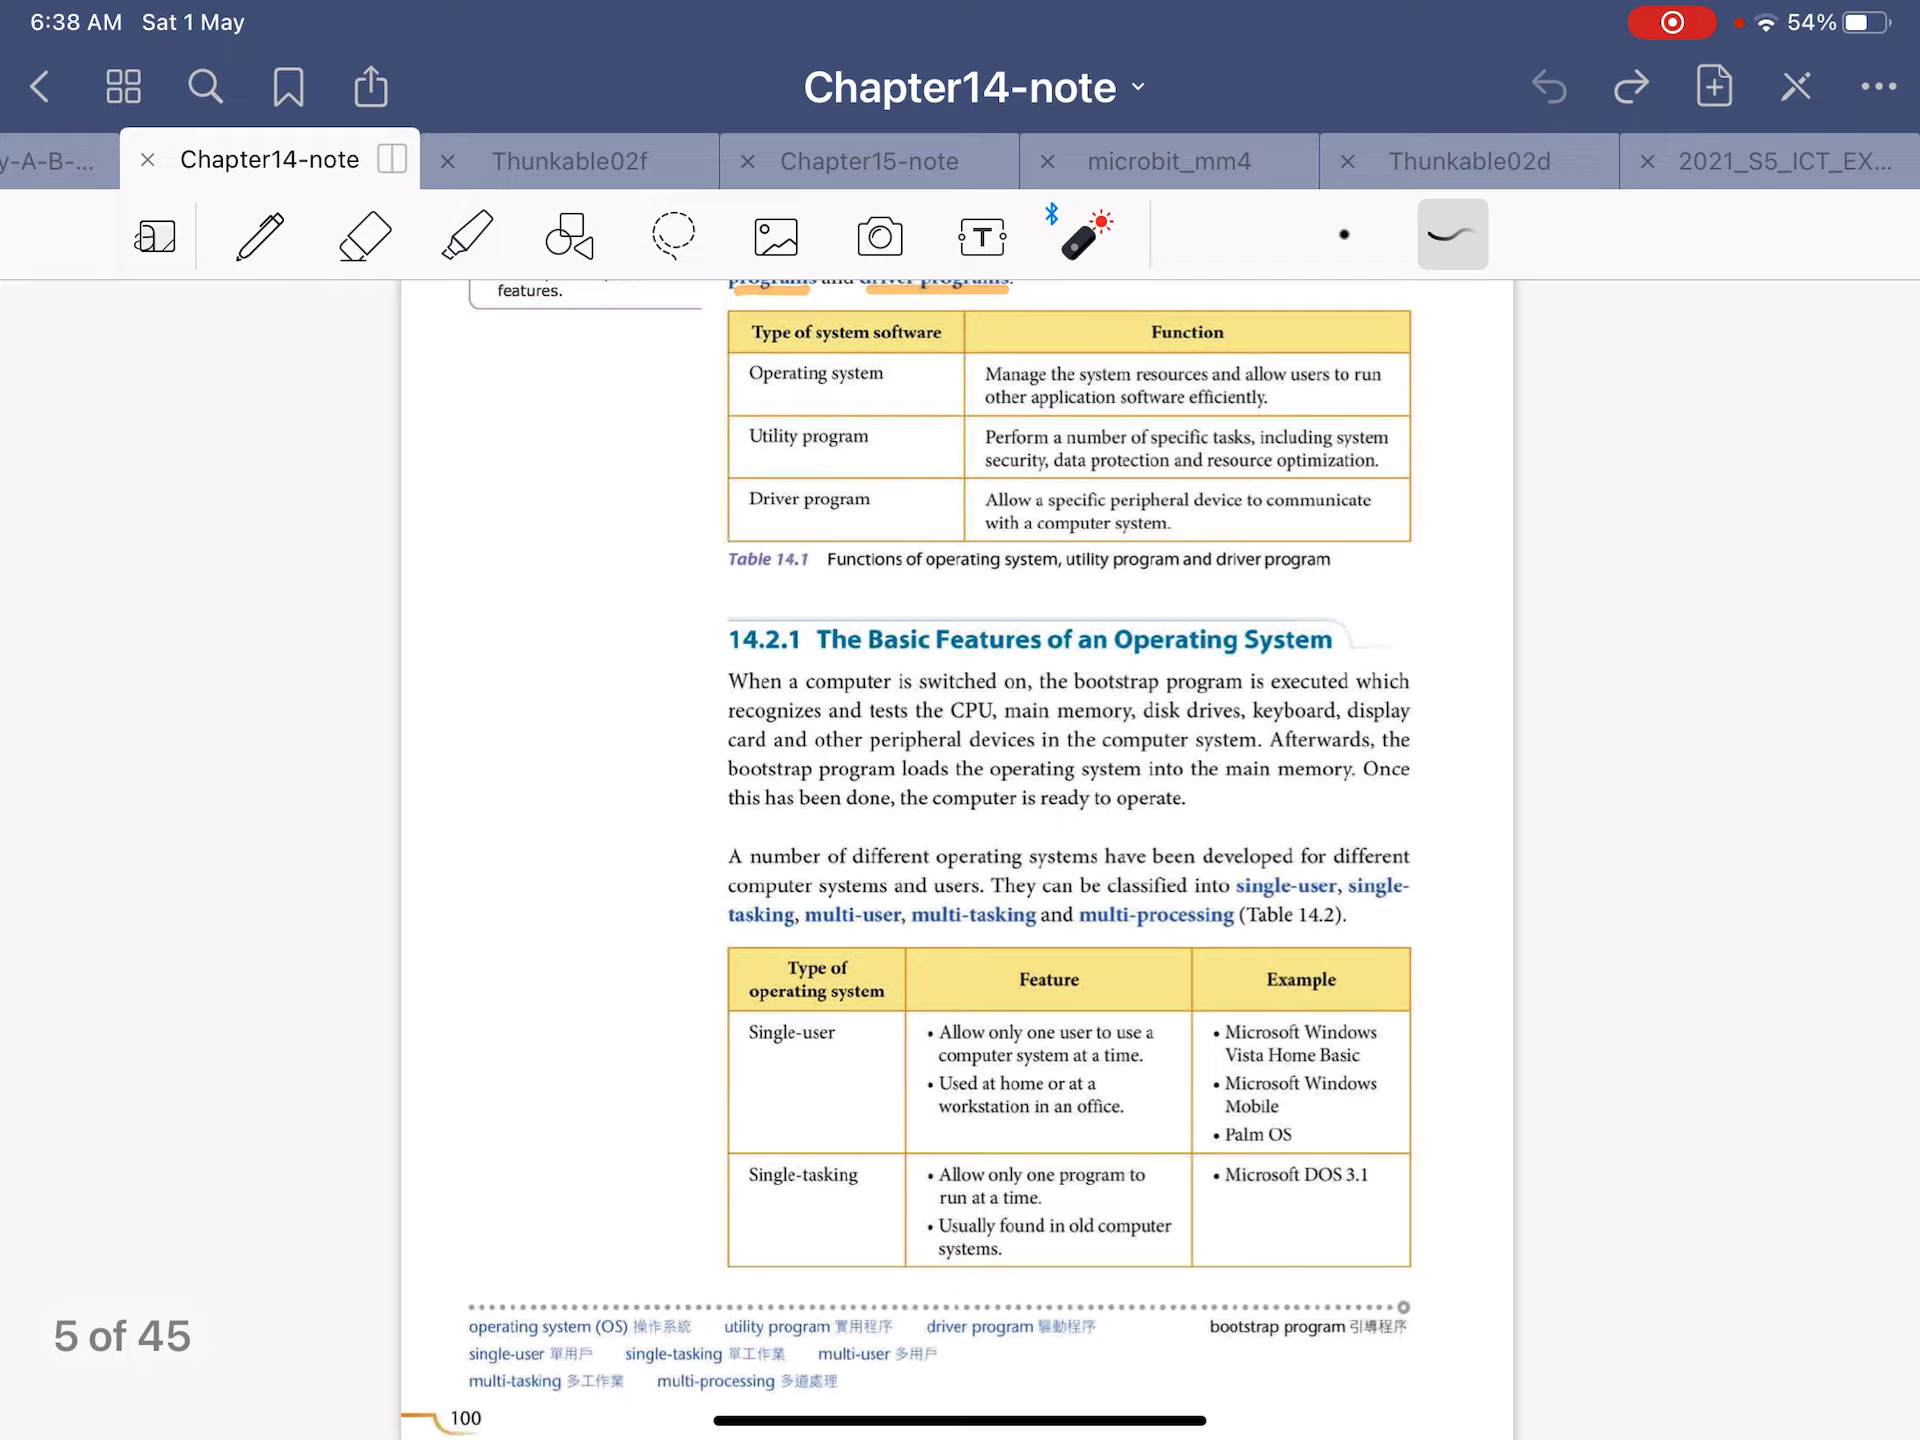 6:38 AM Sat 1 May
54%
Chapter14-note
y-A-B-...
Chapter14-note
Thunkable02f
Chapter15-note
microbit_mm4
Thunkable02d
2021_S5_ICT_EX...
features.
programs and driver programs.
Type of system software Function
Operating system Manage the system resources and allow users to run
other application software efficiently.
Utility program Perform a number of specific tasks, including system
security, data protection and resource optimization.
Driver program Allow a specific peripheral device to communicate
with a computer system.
Table 14.1 Functions of operating system, utility program and driver program
14.2.1 The Basic Features of an Operating System
When a computer is switched on, the bootstrap program is executed which
recognizes and tests the CPU, main memory, disk drives, keyboard, display
card and other peripheral devices in the computer system. Afterwards, the
bootstrap program loads the operating system into the main memory. Once
this has been done, the computer is ready to operate.
A number of different operating systems have been developed for different
computer systems and users. They can be classified into single-user, single-
tasking, multi-user, multi-tasking and multi-processing (Table 14.2).
Type of
operating system
Feature
Example
Single-user
• Allow only one user to use a
computer system at a time.
• Used at home or at a
workstation in an office.
• Microsoft Windows
Vista Home Basic
• Microsoft Windows
Mobile
• Palm OS
Single-tasking
• Allow only one program to
run at a time.
• Usually found in old computer
systems.
• Microsoft DOS 3.1
operating system (OS) 操作系統 utility program 實用程序 driver program 驅動程序 bootstrap program 引導程序
single-user 單用戶 single-tasking 單工作業 multi-user 多用戶
multi-tasking 多工作業 multi-processing 多道處理
5 of 45
100